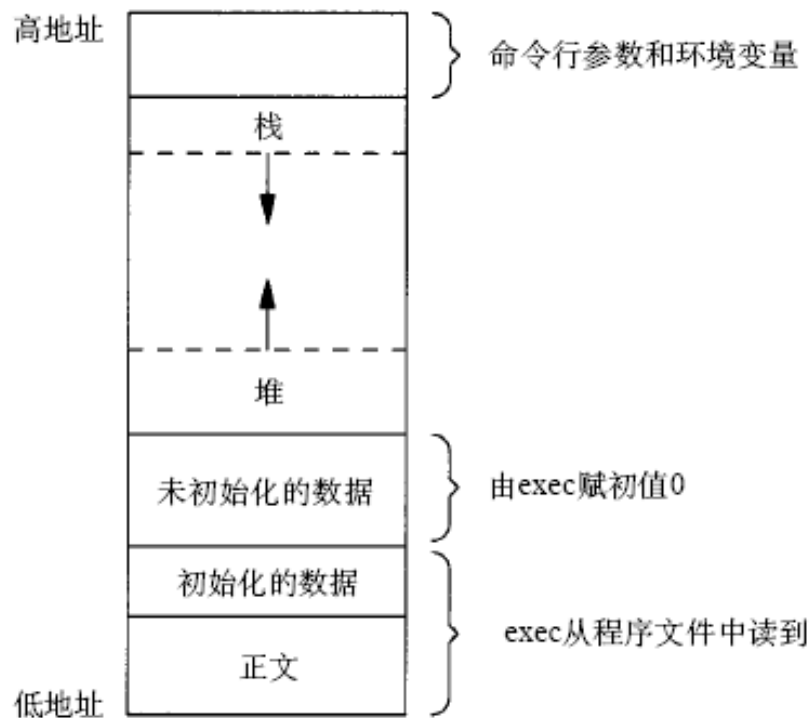 高地址
命令行参数和环境变量
栈
堆
未初始化的数据
由exec赋初值0
初始化的数据
exec从程序文件中读到
正文
低地址